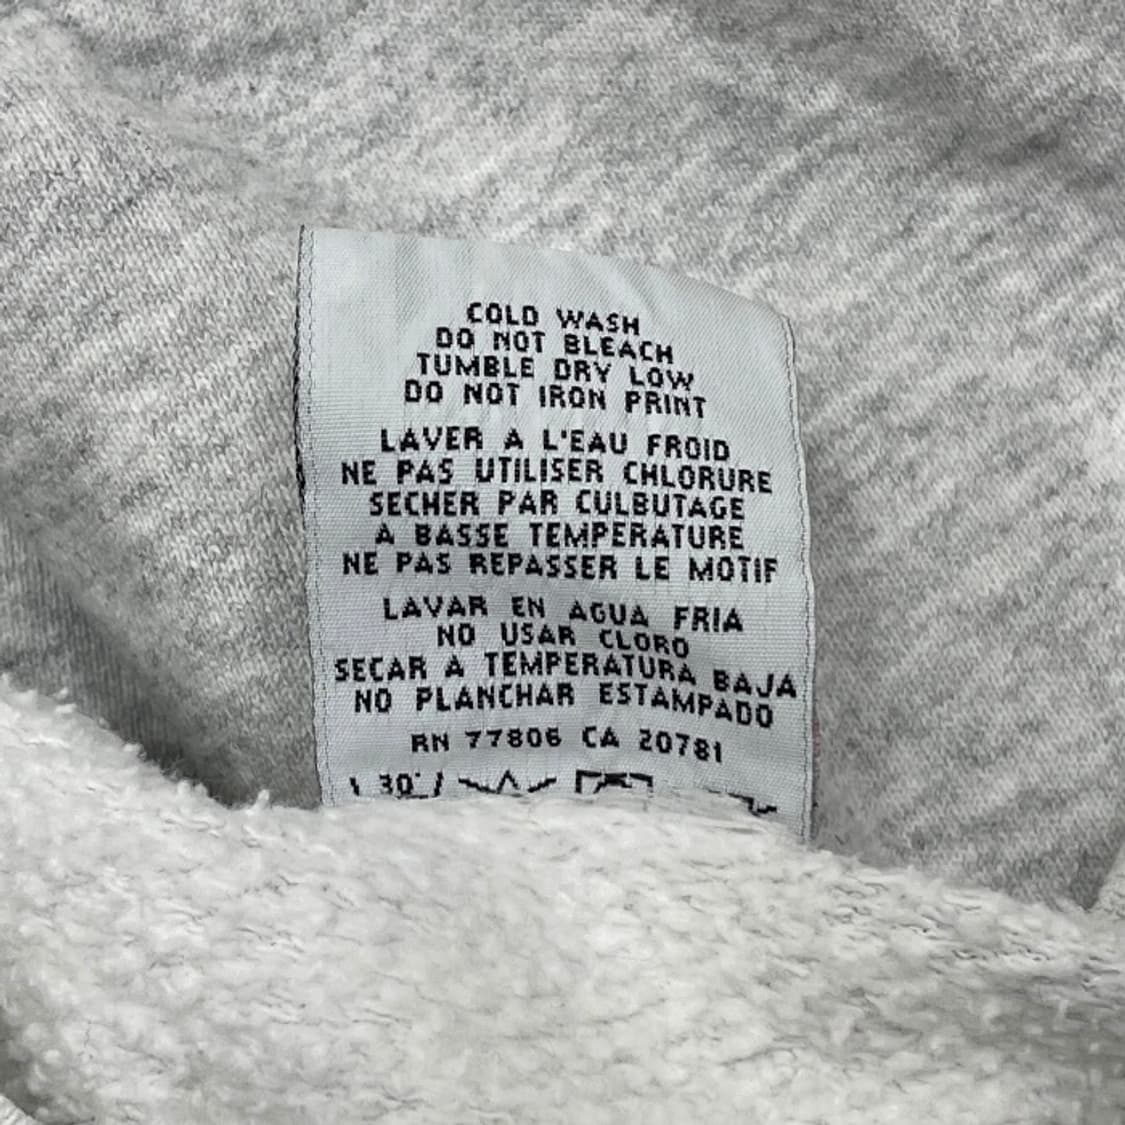 COLD WASH
DO NOT BLEACH
TUMBLE DRY LOW
DO NOT IRON PRINT
LAVER A L'EAU FROID
NE PAS UTILISER CHLORURE
SECHER PAR CULBUTAGE
A BASSE TEMPERATURE
NE PAS REPASSER LE MOTIF
LAVAR EN AGUA FRIA
NO USAR CLORO
SECAR A TEMPERATURA BAJA
NO PLANCHAR ESTAMPADO
RN 77806 CA 20781
30°